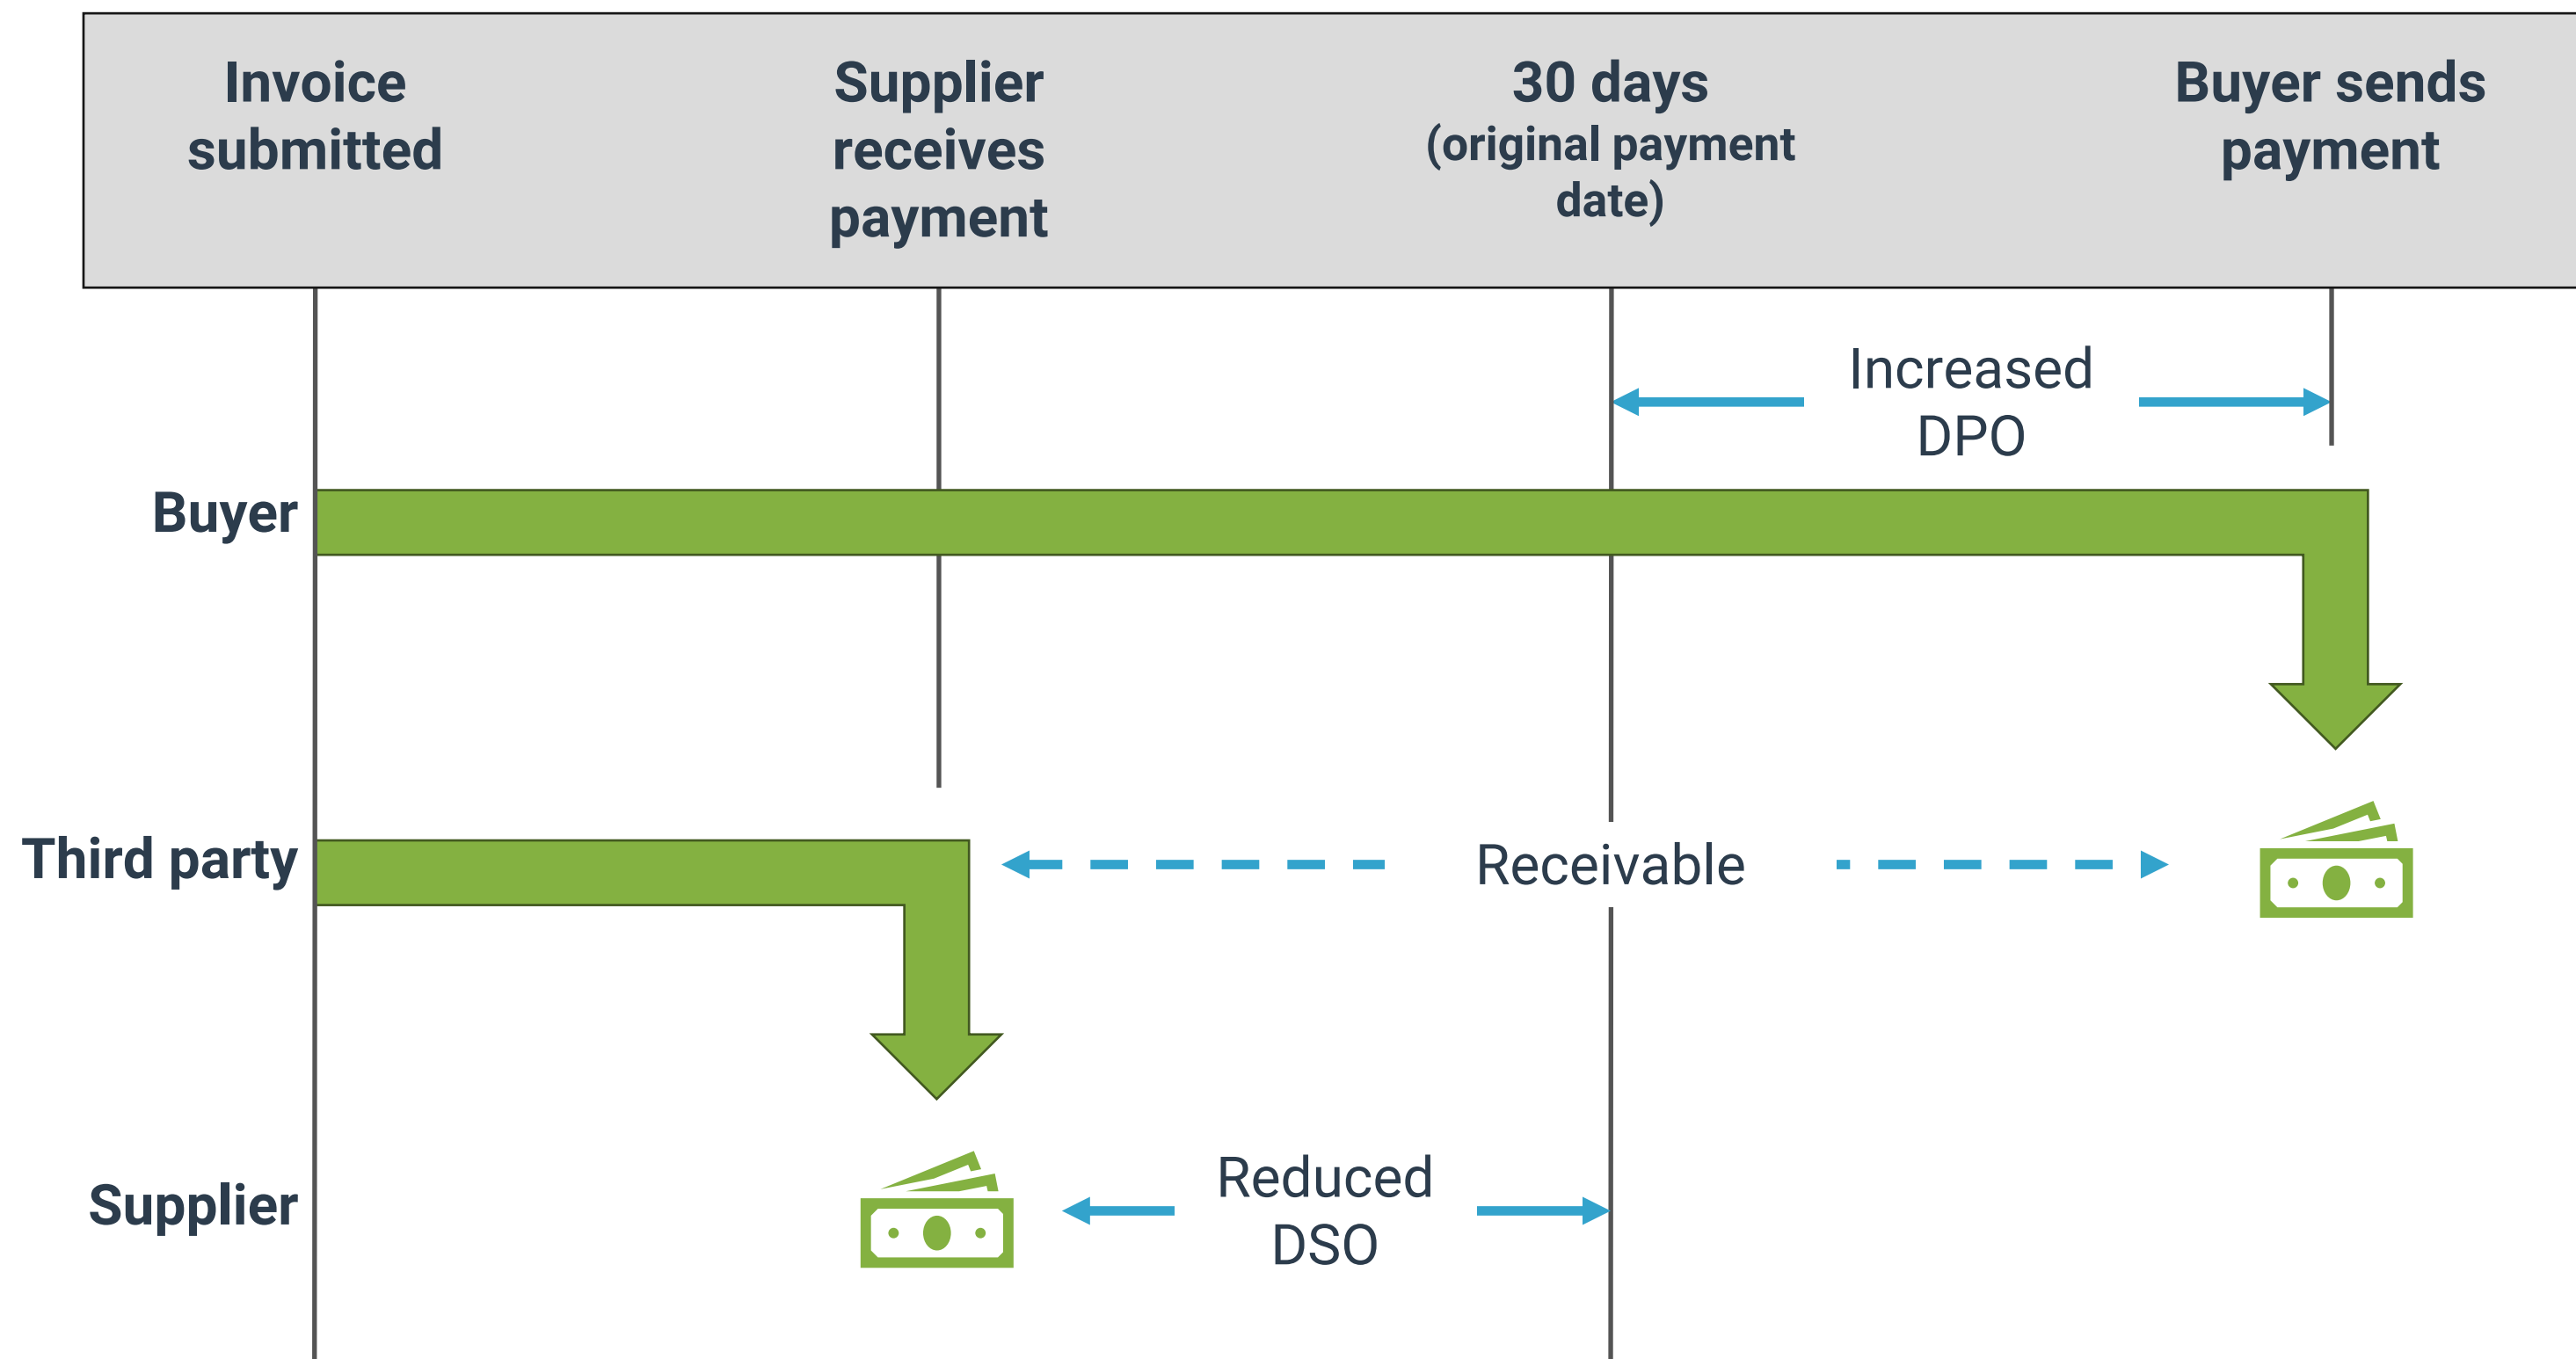 Invoice
submitted
Supplier
receives
payment
30 days
(original payment
date)
Buyer sends
payment
Increased
DPO
Buyer
Third party
Receivable
Supplier
Reduced
DSO